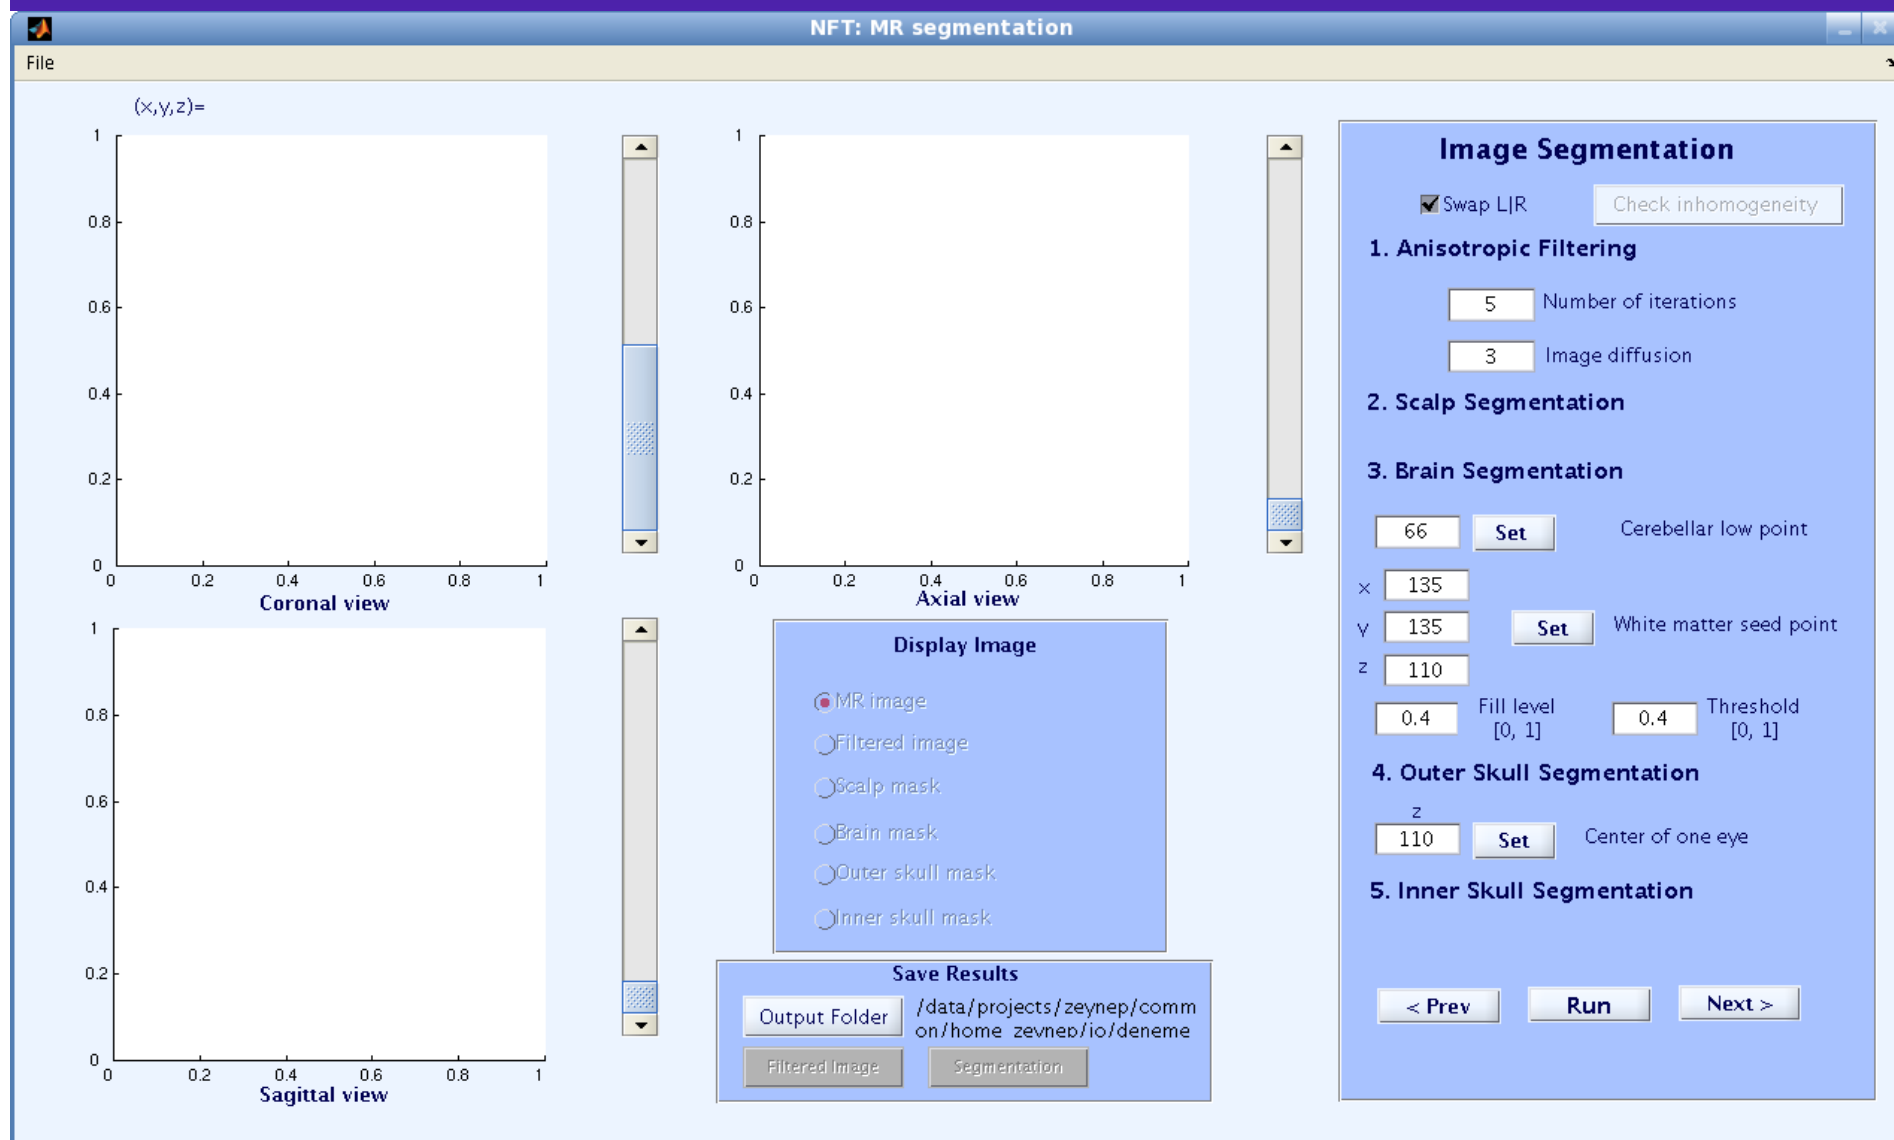 NFT: MR segmentation
File
(x,y,z)=
1
0.8
0.6
0.4
0.2
0
0 0.2 0.4 0.6 0.8 1
Coronal view
1
0.8
0.6
0.4
0.2
0
0 0.2 0.4 0.6 0.8 1
Axial view
1
0.8
0.6
0.4
0.2
0
0 0.2 0.4 0.6 0.8 1
Sagittal view
Display Image
MR image
Filtered image
Scalp mask
Brain mask
Outer skull mask
Inner skull mask
Save Results
Output Folder
/data/projects/zeynep/comm
on/home_zeynep/io/deneme
Filtered Image Segmentation
Image Segmentation
Swap L|R Check inhomogeneity
1. Anisotropic Filtering
5 Number of iterations
3 Image diffusion
2. Scalp Segmentation
3. Brain Segmentation
66 Set Cerebellar low point
x 135
y 135 Set White matter seed point
z 110
0.4 Fill level
[0, 1]
0.4 Threshold
[0, 1]
4. Outer Skull Segmentation
z
110 Set Center of one eye
5. Inner Skull Segmentation
< Prev Run Next >